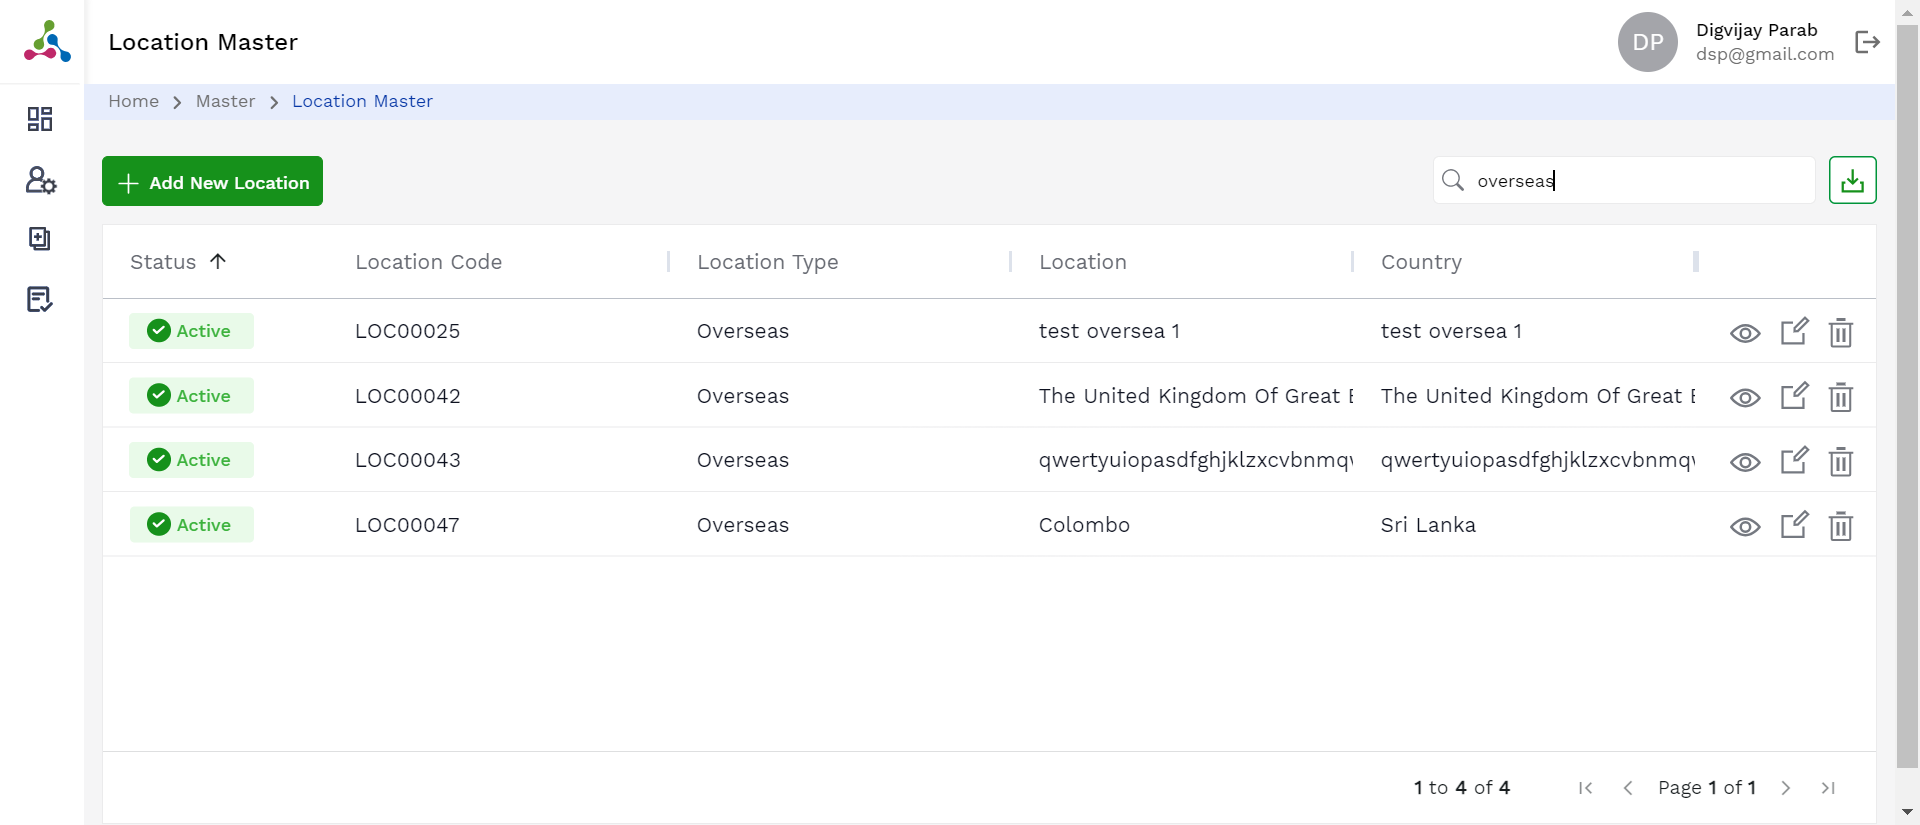 Location Master
DP
Digvijay Parab
dsp@gmail.com
Home > Master > Location Master
Add New Location
overseas
Status Location Code Location Type Location Country
Active LOC00025 Overseas test oversea 1 test oversea 1
Active LOC00042 Overseas The United Kingdom Of Great The United Kingdom Of Great
Active LOC00043 Overseas qwertyuiopasdfghjklzxcvbnmq qwertyuiopasdfghjklzxcvbnmq
Active LOC00047 Overseas Colombo Sri Lanka
1 to 4 of 4 Page 1 of 1